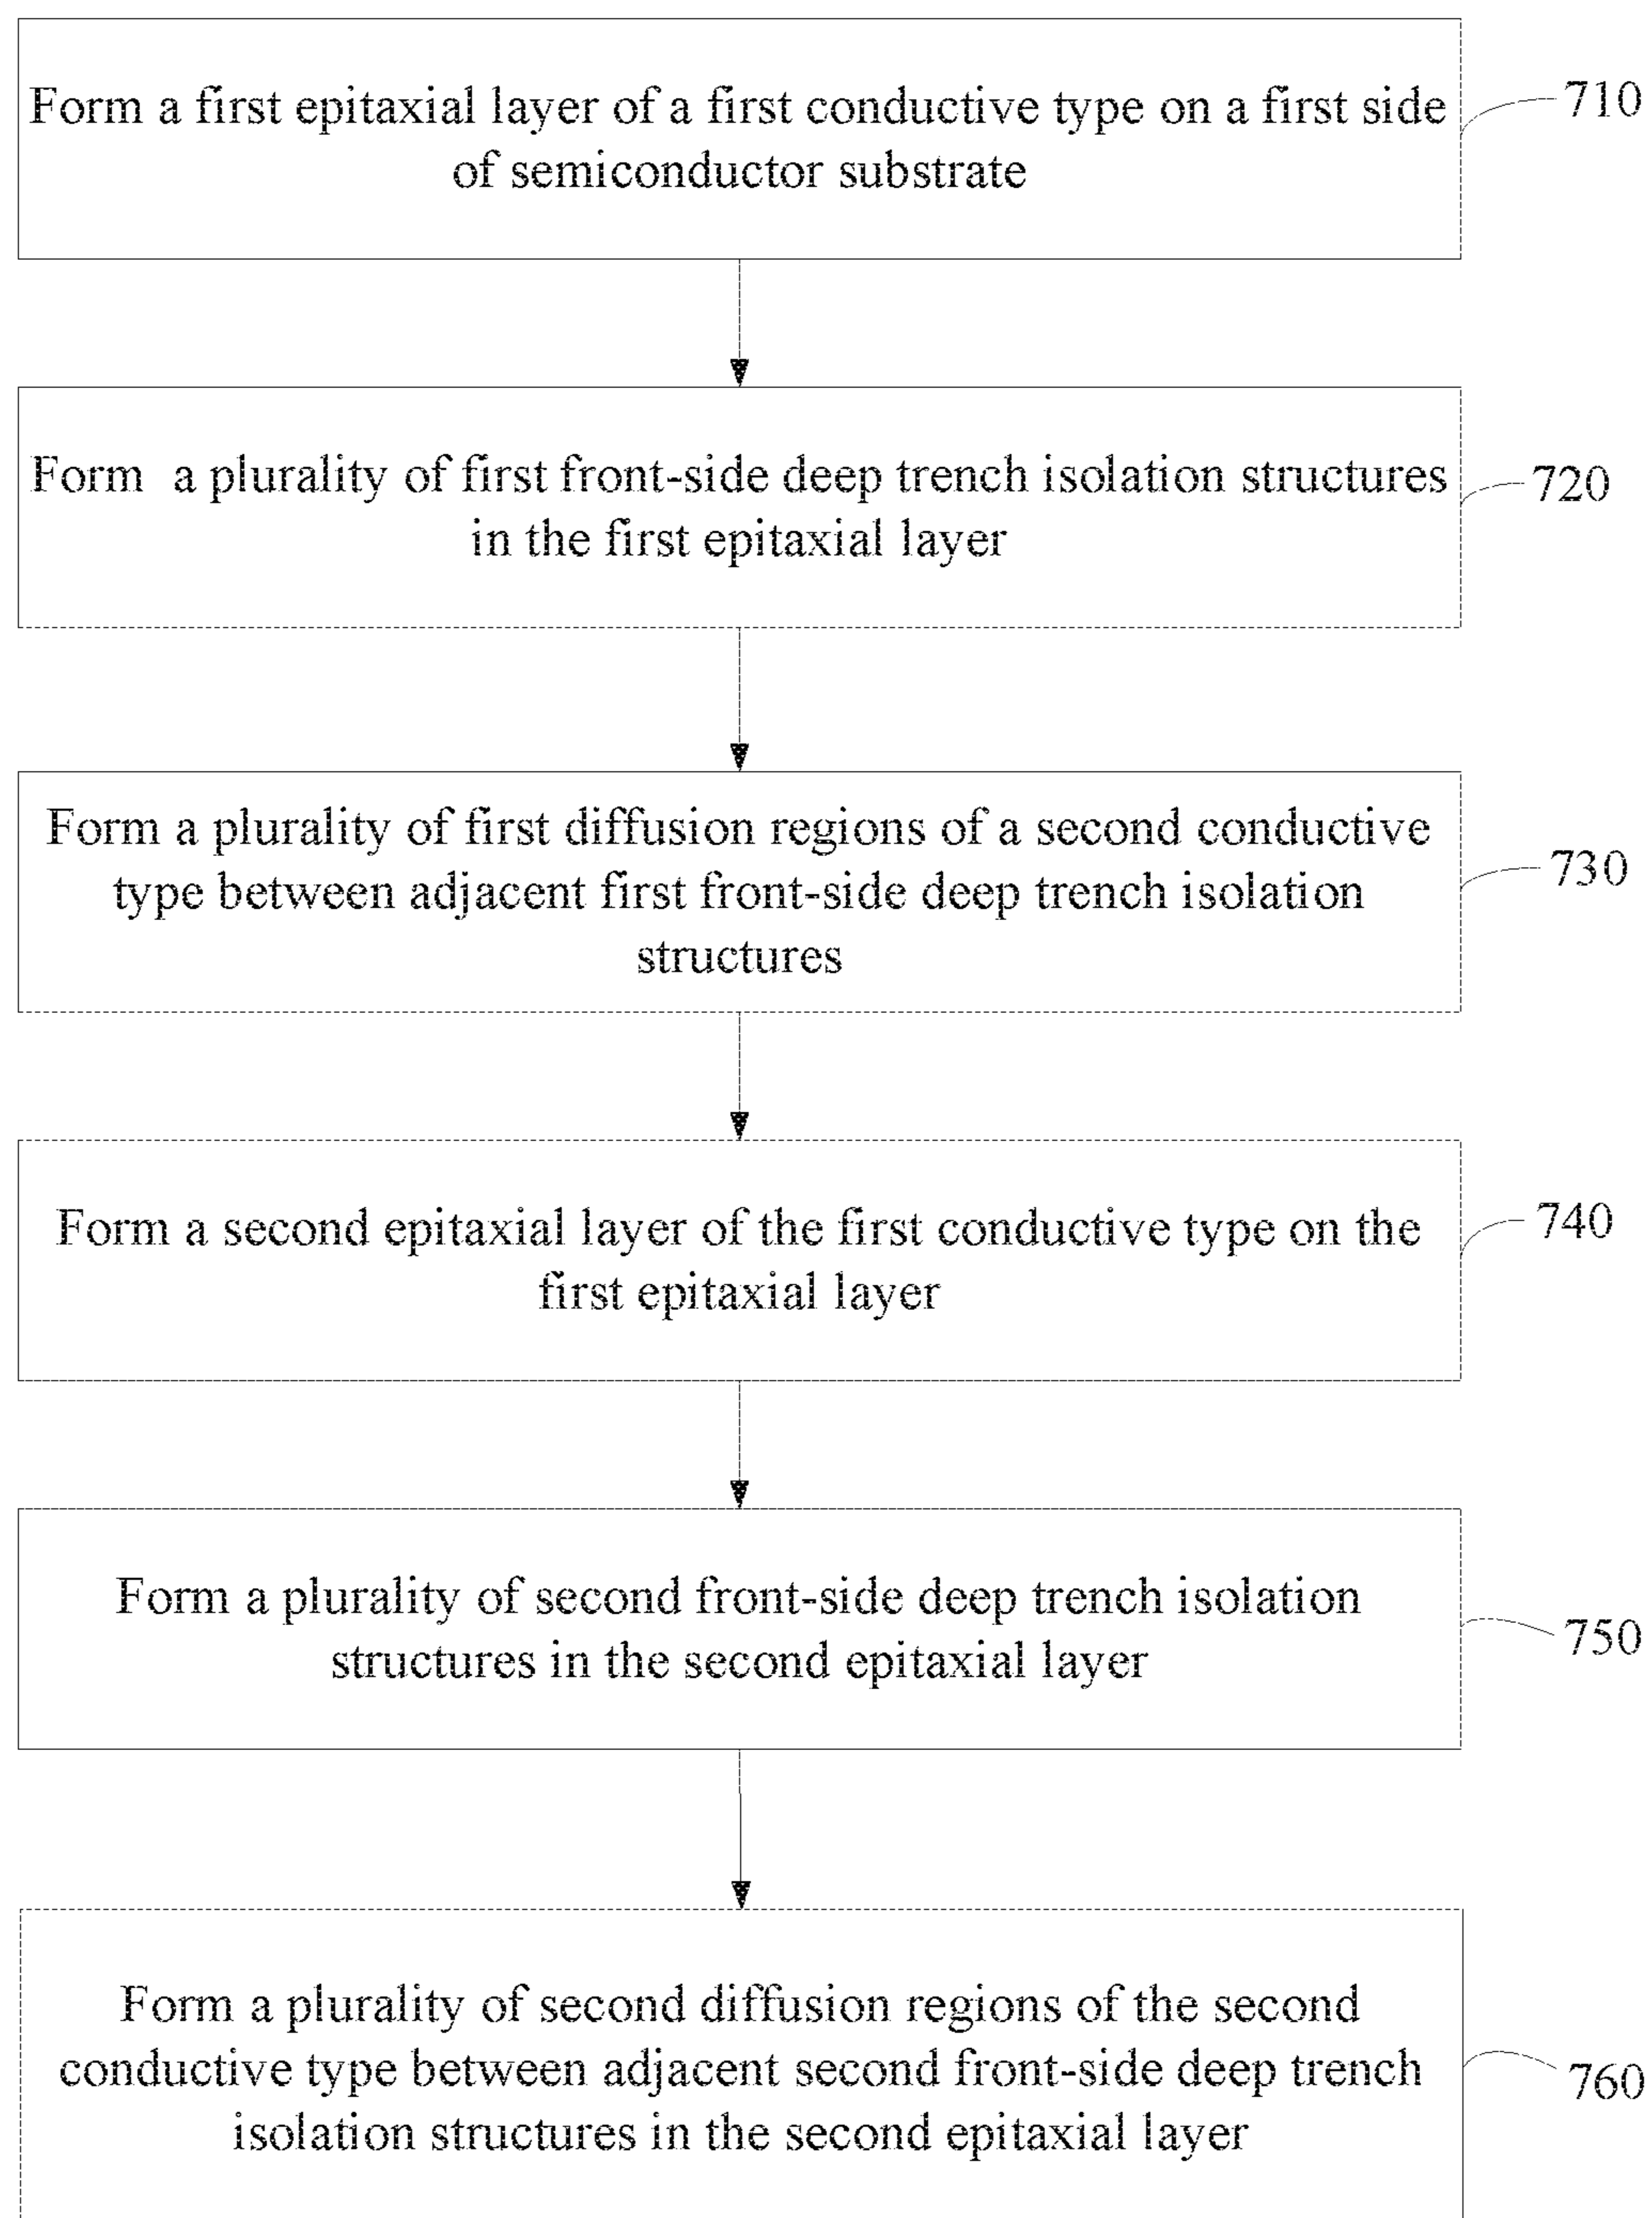 Form a first epitaxial layer of a first conductive type on a first side
of semiconductor substrate
710
Form a plurality of first front-side deep trench isolation structures
in the first epitaxial layer
720
Form a plurality of first diffusion regions of a second conductive
type between adjacent first front-side deep trench isolation
structures
730
Form a second epitaxial layer of the first conductive type on the
first epitaxial layer
740
Form a plurality of second front-side deep trench isolation
structures in the second epitaxial layer
750
Form a plurality of second diffusion regions of the second
conductive type between adjacent second front-side deep trench
isolation structures in the second epitaxial layer
760